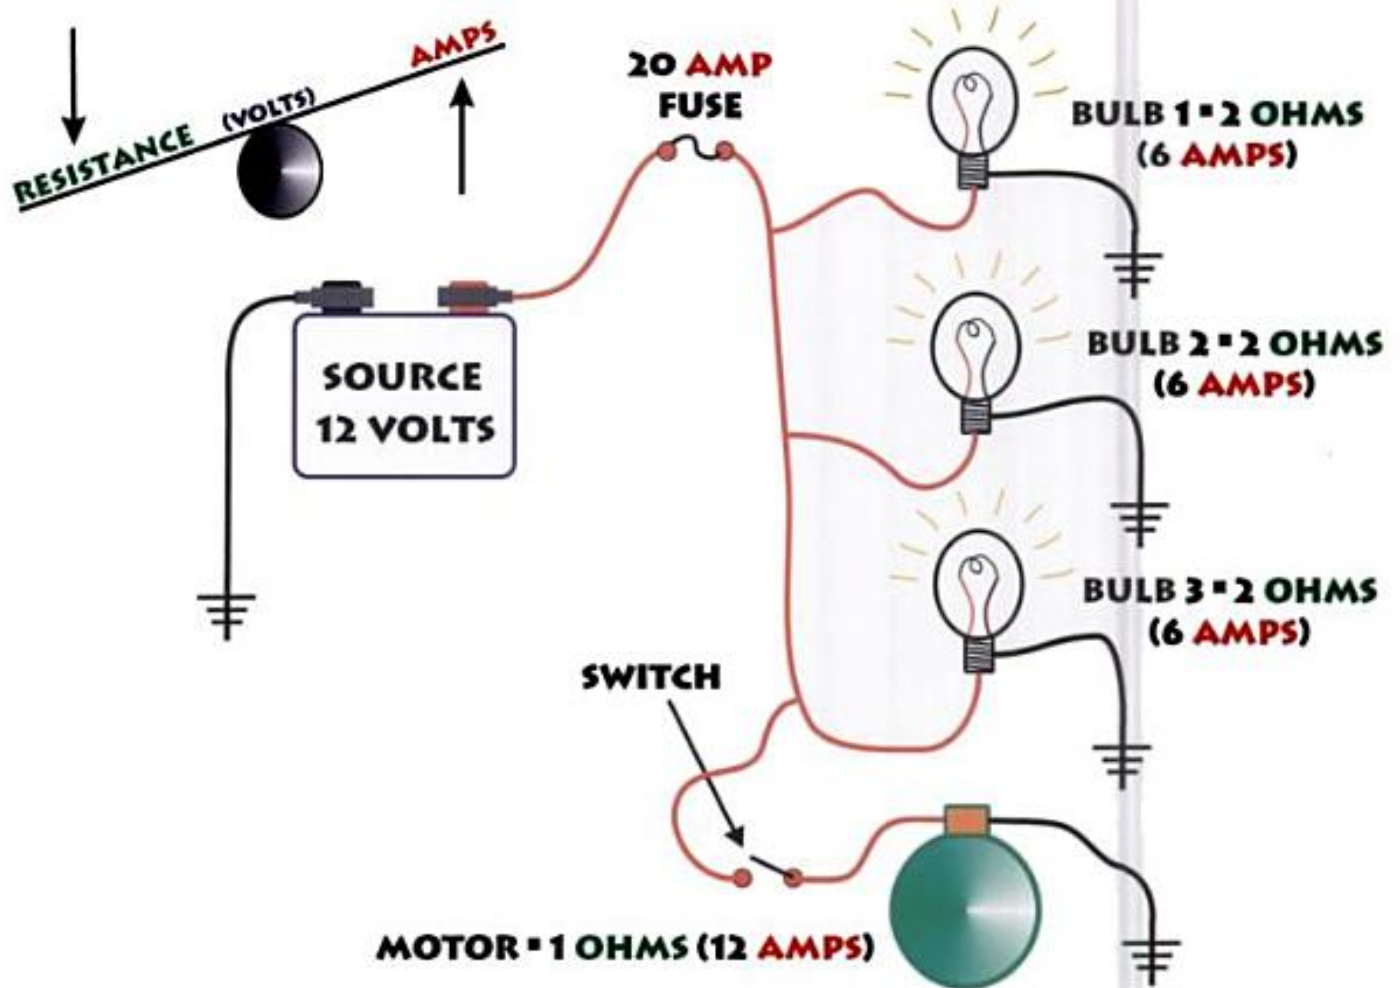 RESISTANCE (VOLTS) AMPS
20 AMP
FUSE
BULB 1 = 2 OHMS
(6 AMPS)
SOURCE
12 VOLTS
BULB 2 = 2 OHMS
(6 AMPS)
BULB 3 = 2 OHMS
(6 AMPS)
SWITCH
MOTOR = 1 OHMS (12 AMPS)